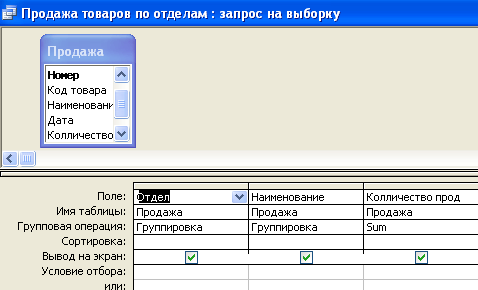 Продажа товаров по отделам : запрос на выборку
Продажа
Номер
Код товара
Наименовани
Дата
Колличество
Поле: Отдел Наименование Колличество прод
Имя таблицы: Продажа Продажа Продажа
Групповая операция: Группировка Группировка Sum
Сортировка:
Вывод на экран:
Условие отбора:
или: